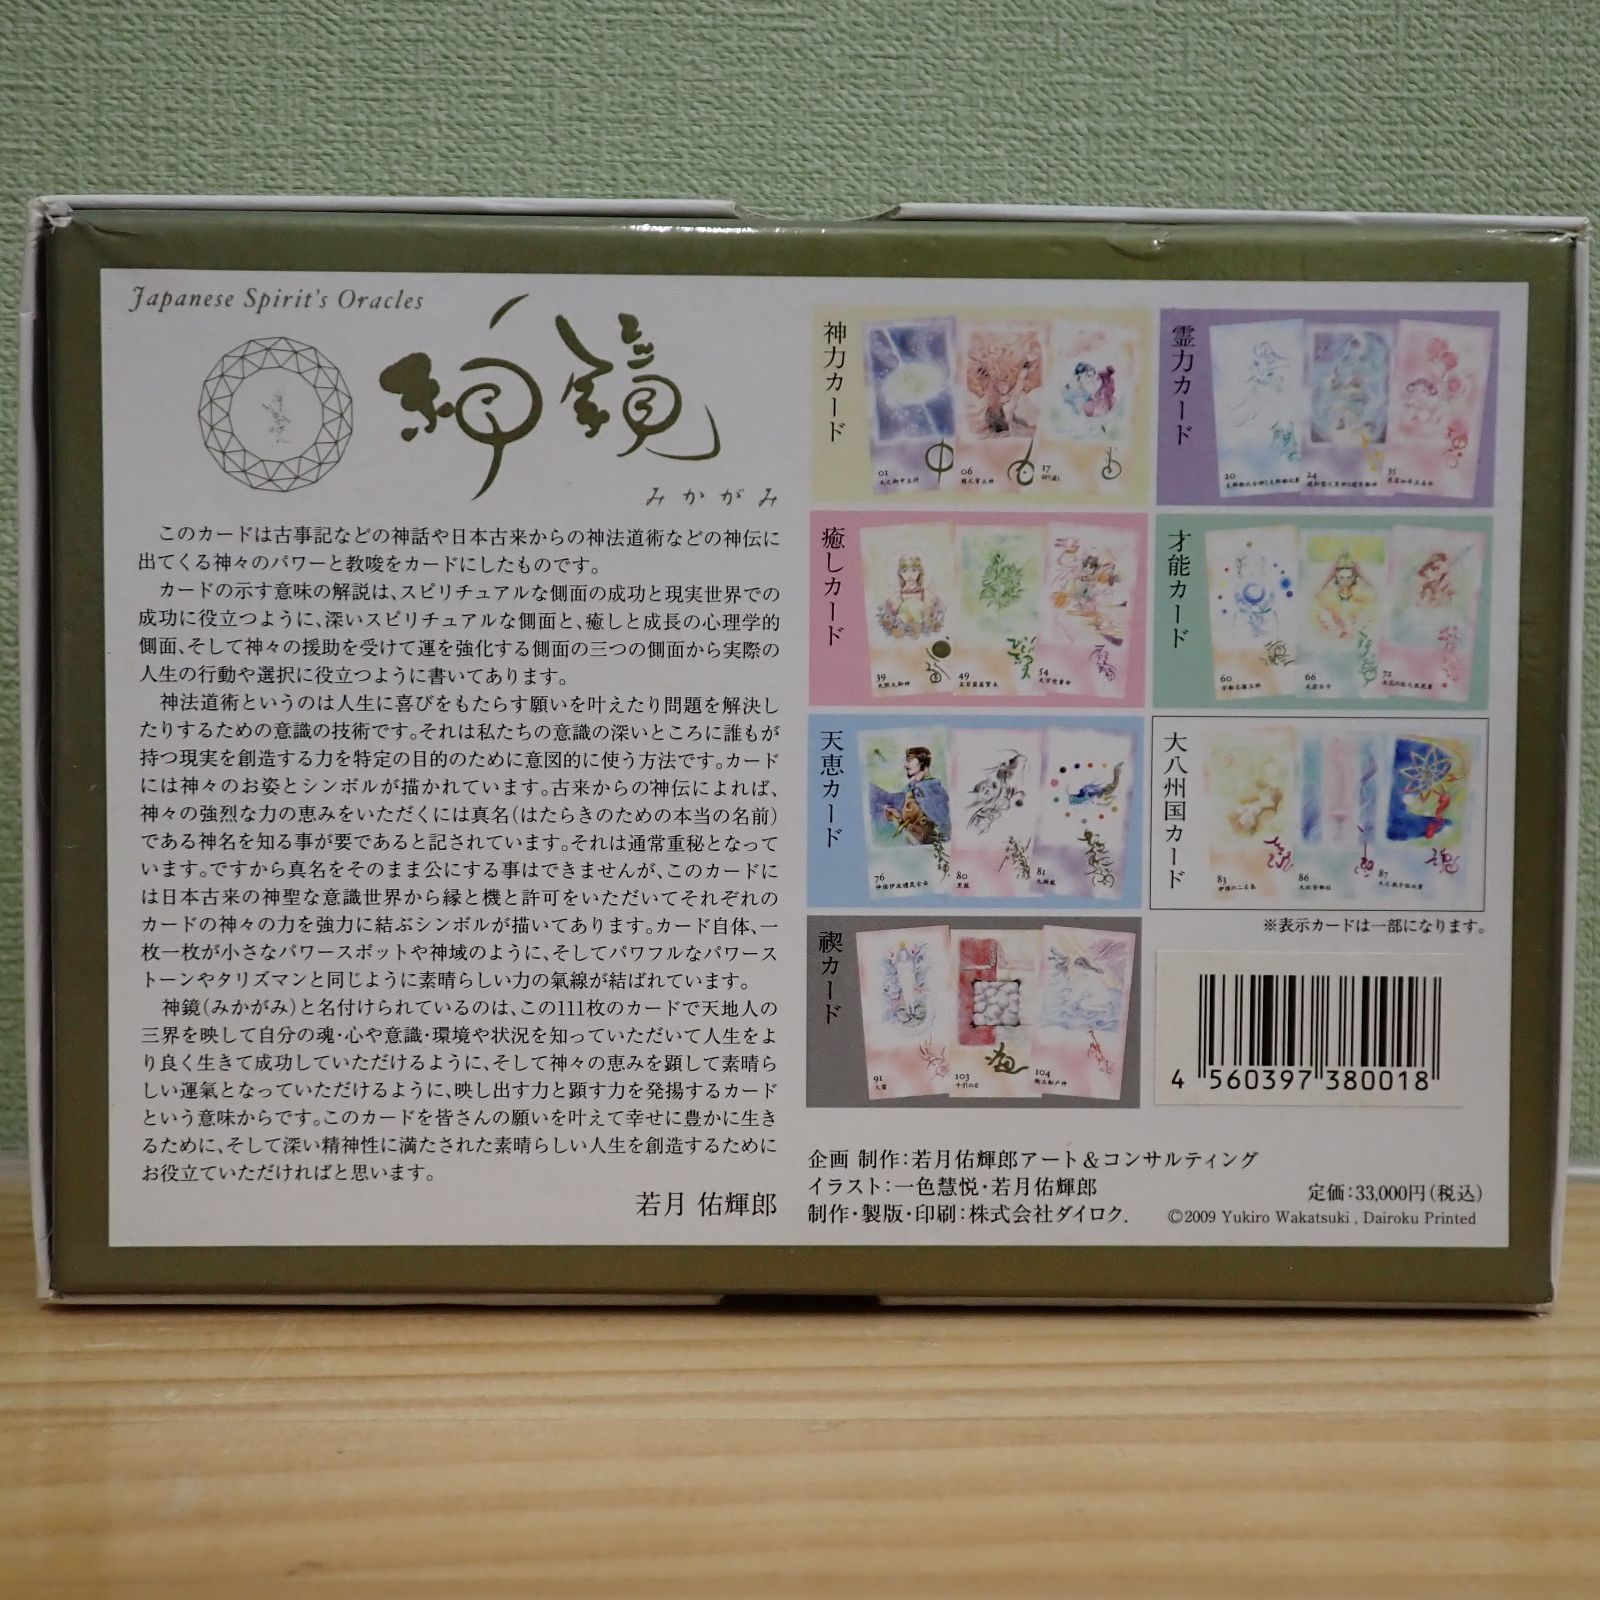 Japanese Spirit's Oracles
神鏡
みかがみ
このカードは古事記などの神話や日本古来からの神法道術などの神伝に
出てくる神々のパワーと教唆をカードにしたものです。
カードの示す意味の解説は、スピリチュアルな側面の成功と現実世界での
成功に役立つように、深いスピリチュアルな側面と、癒しと成長の心理学的
側面、そして神々の援助を受けて運を強化する側面の三つの側面から実際の
人生の行動や選択に役立つように書いてあります。
神法道術というのは人生に喜びをもたらす願いを叶えたり問題を解決し
たりするための意識の技術です。それは私たちの意識の深いところに誰もが
持つ現実を創造する力を特定の目的のために意図的に使う方法です。カード
には神々のお姿とシンボルが描かれています。古来からの神伝によれば、
神々の強烈な力の恵みをいただくには真名(はたらきのための本当の名前)
である神名を知る事が要であると記されています。それは通常重秘となって
います。ですから真名をそのまま公にする事はできませんが、このカードに
は日本古来の神聖な意識世界から縁と機と許可をいただいてそれぞれの
カードの神々の力を強力に結ぶシンボルが描いてあります。カード自体、一
枚一枚が小さなパワースポットや神域のように、そしてパワフルなパワース
トーンやタリズマンと同じように素晴らしい力の氣線が結ばれています。
神鏡(みかがみ)と名付けられているのは、この111枚のカードで天地人の
三界を映して自分の魂・心や意識・環境や状況を知っていただいて人生をよ
り良く生きて成功していただけるように、そして神々の恵みを顕して素晴ら
しい運氣となっていただけるように、映し出す力と顕す力を発揚するカード
という意味からです。このカードを皆さんの願いを叶えて幸せに豊かに生き
るために、そして深い精神性に満たされた素晴らしい人生を創造するために
お役立ていただければと思います。
若月 佑輝郎
神力カード
01
06
17
霊力カード
20
24
35
癒しカード
39
49
54
才能カード
60
66
72
天恵カード
76
80
黒龍
81
九頭龍
大八州国カード
83
86
87
※表示カードは一部になります。
禊カード
91
103
千引の石
104
衝立船戸神
4 560397 380018
企画 制作：若月佑輝郎アート＆コンサルティング
イラスト：一色慧悦・若月佑輝郎
制作・製版・印刷：株式会社ダイロク.
定価：33,000円(税込)
©2009 Yukiro Wakatsuki , Dairoku Printed